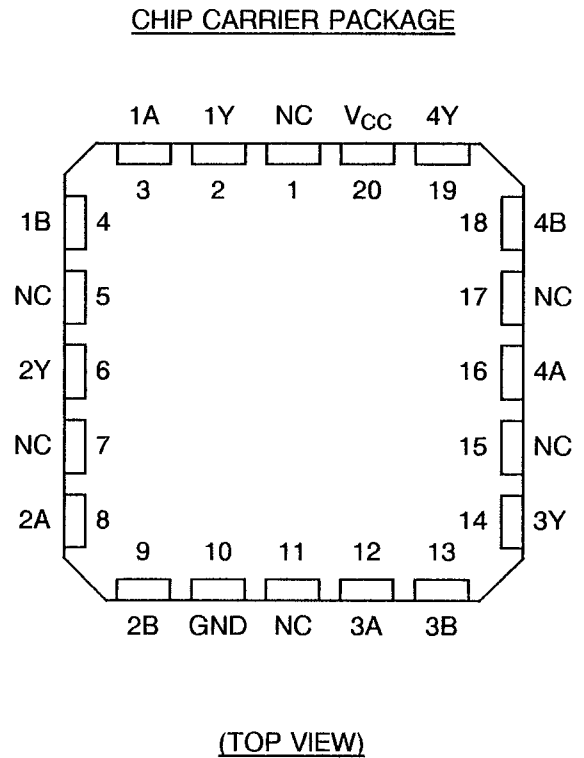 CHIP CARRIER PACKAGE
1A 1Y NC VCC 4Y
3 2 1 20 19
1B 4 18 4B
NC 5 17 NC
2Y 6 16 4A
NC 7 15 NC
2A 8 14 3Y
9 10 11 12 13
2B GND NC 3A 3B
(TOP VIEW)